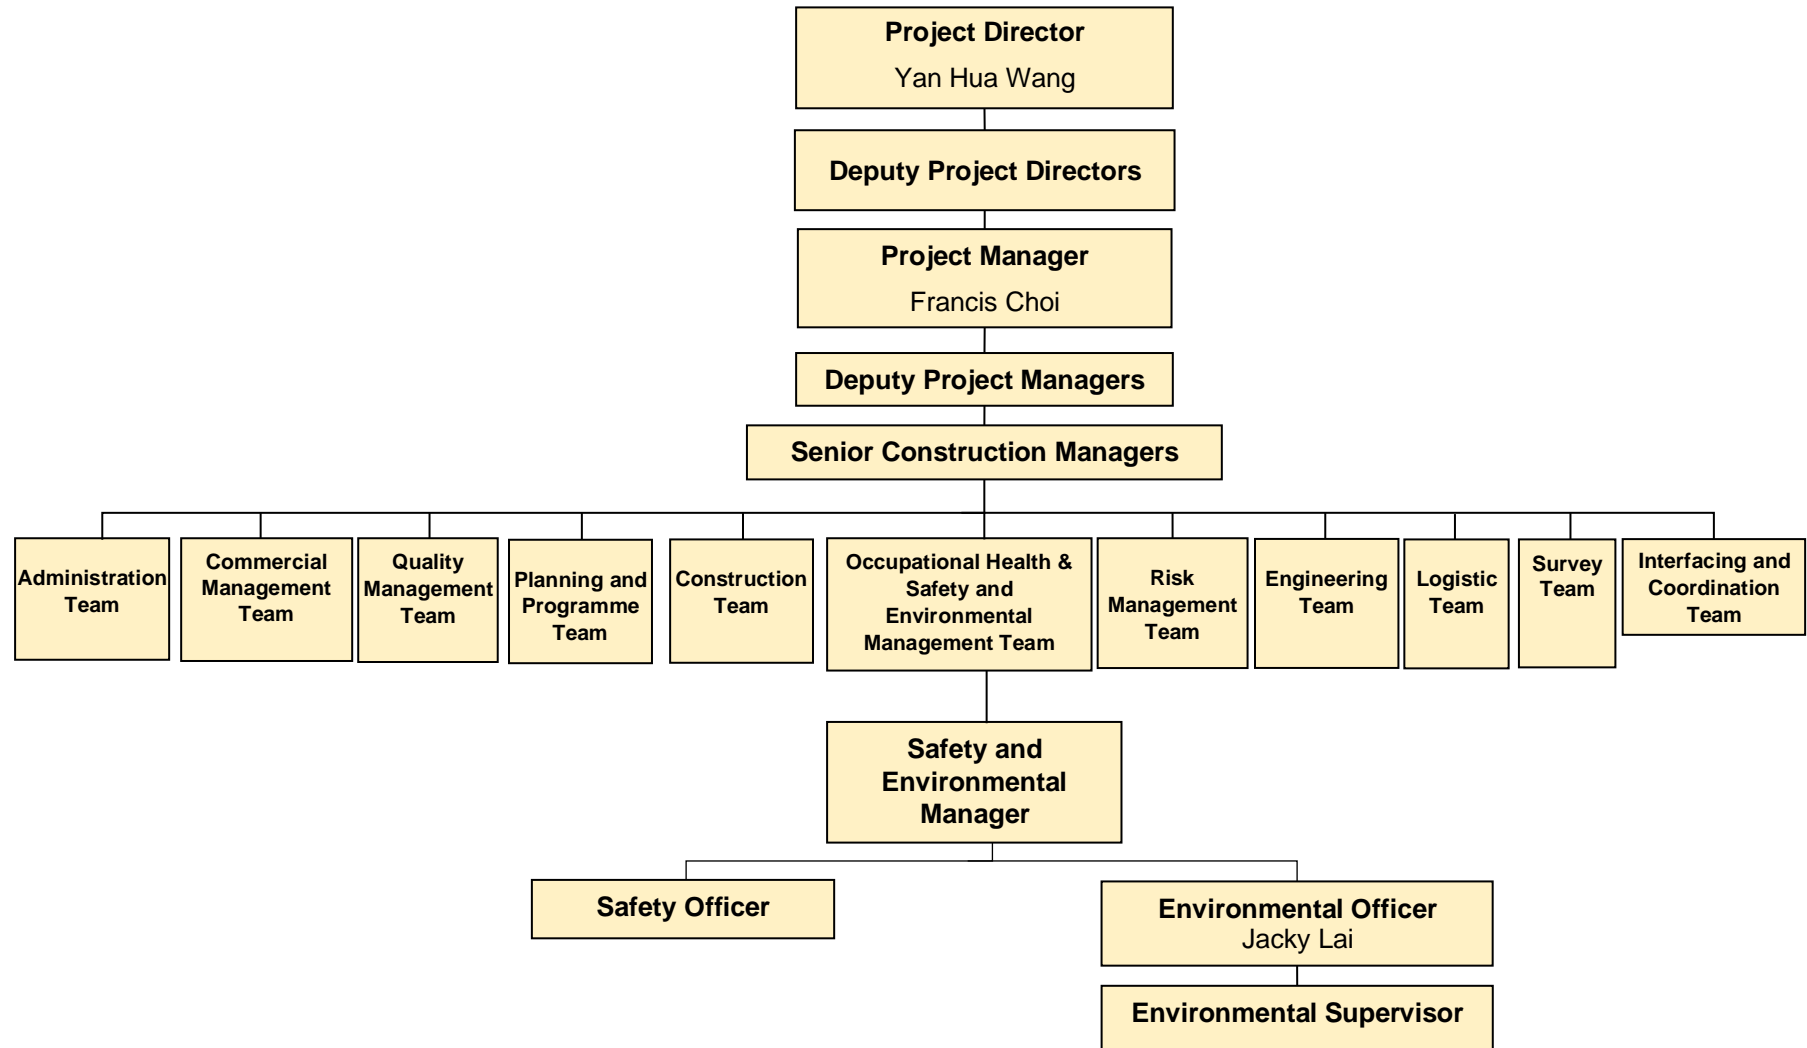 Project Director
Yan Hua Wang
Deputy Project Directors
Project Manager
Francis Choi
Deputy Project Managers
Senior Construction Managers
Administration
Team
Commercial
Management
Team
Quality
Management
Team
Planning and
Programme
Team
Construction
Team
Occupational Health &
Safety and
Environmental
Management Team
Risk
Management
Team
Engineering
Team
Logistic
Team
Survey
Team
Interfacing and
Coordination
Team
Safety and
Environmental
Manager
Safety Officer
Environmental Officer
Jacky Lai
Environmental Supervisor